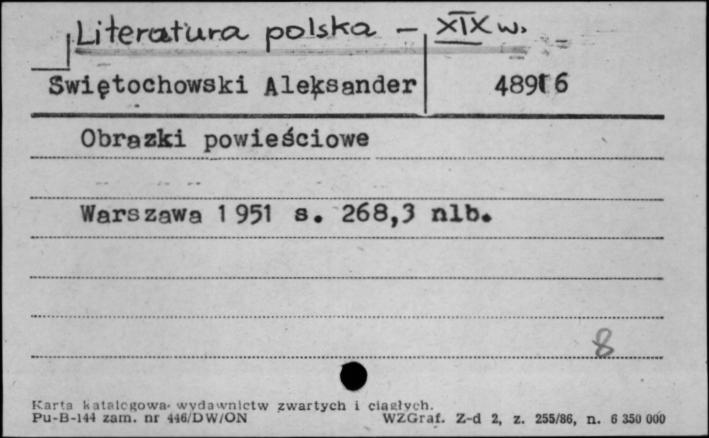 Literatura polska - XIX w.
Swiętochowski Aleksander
Obrazki powieściowe
Warszawa 1951 s. 268,3 nlb.
8
Karta katalogowa wydawnictw zwartych i ciągłych.
Pu-B-144 zam. nr 446/DW/ON WZGraf. Z-d 2, z. 255/86, n. 6 350 000